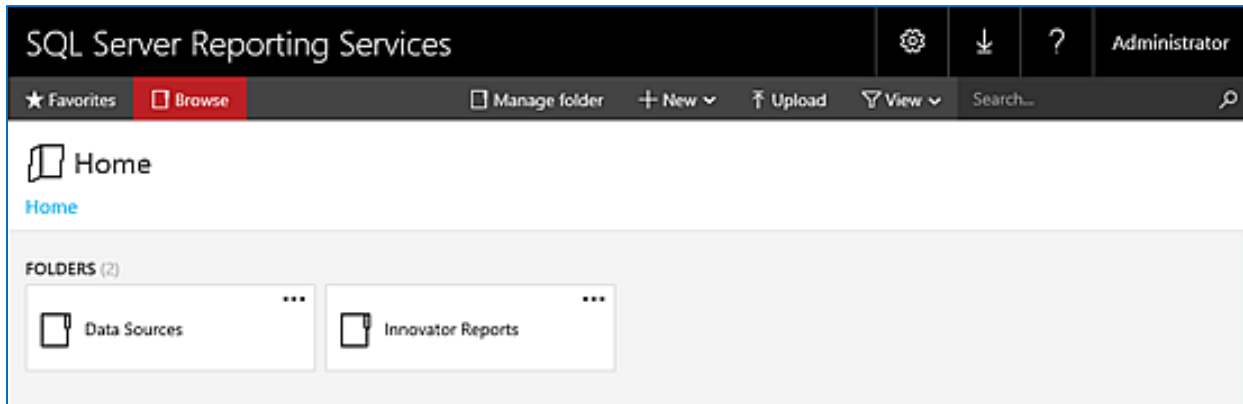 SQL Server Reporting Services ? Administrator
Favorites Browse Manage folder New Upload View Search...
Home
Home
FOLDERS (2)
Data Sources Innovator Reports